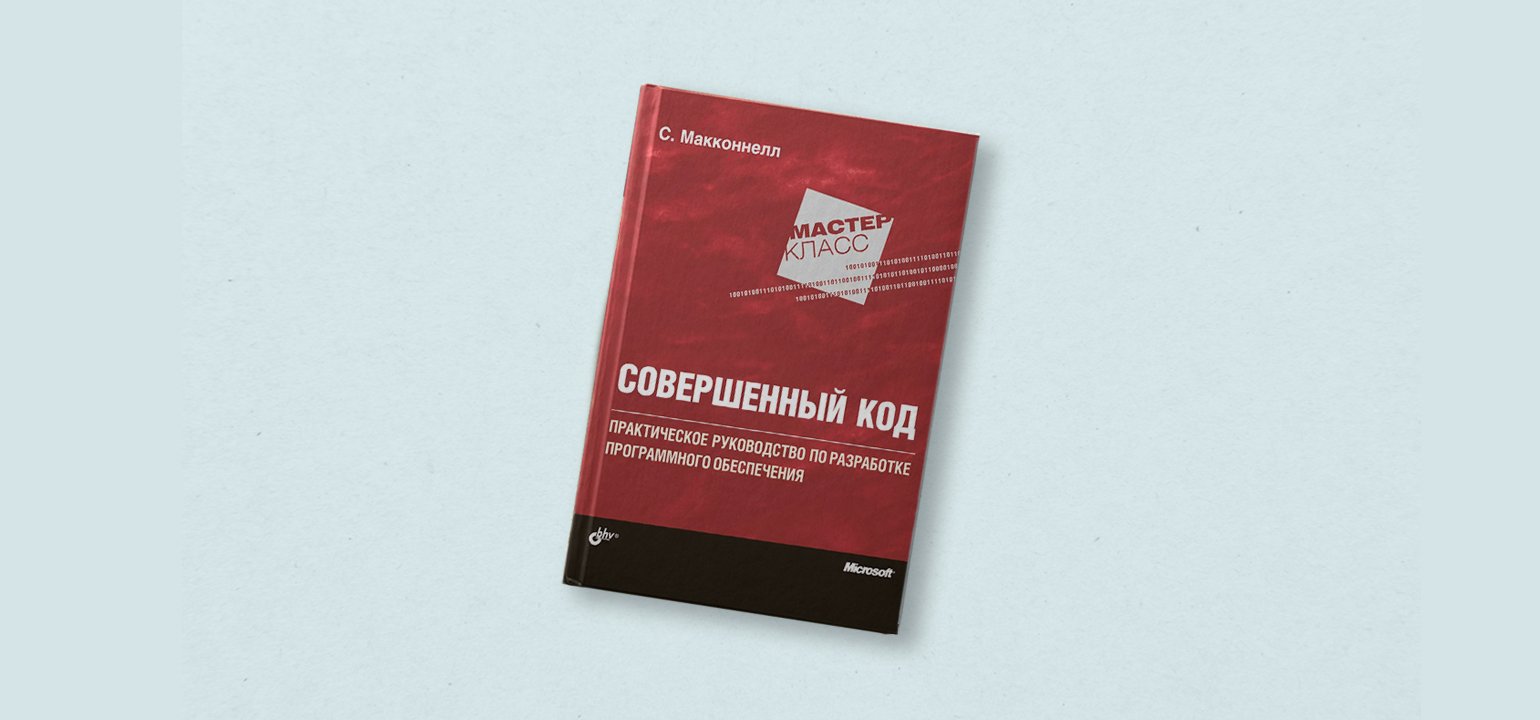 С. Макконнелл
МАСТЕР
КЛАСС
СОВЕРШЕННЫЙ КОД
ПРАКТИЧЕСКОЕ РУКОВОДСТВО ПО РАЗРАБОТКЕ
ПРОГРАММНОГО ОБЕСПЕЧЕНИЯ
bhv®
Microsoft